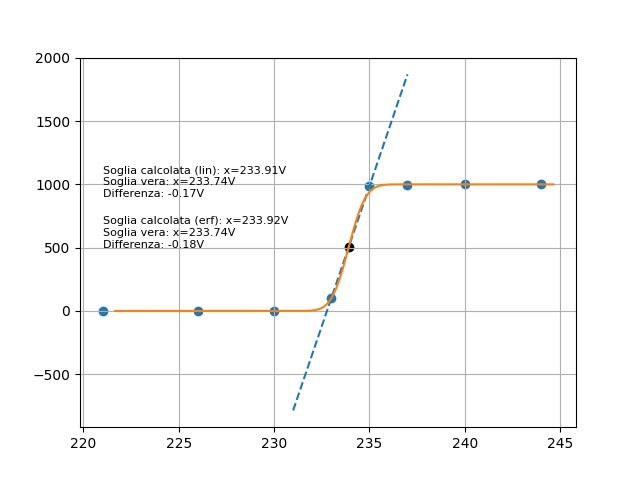 2000
1500
1000
500
0
−500
Soglia calcolata (lin): x=233.91V
Soglia vera: x=233.74V
Differenza: -0.17V
Soglia calcolata (erf): x=233.92V
Soglia vera: x=233.74V
Differenza: -0.18V
220 225 230 235 240 245